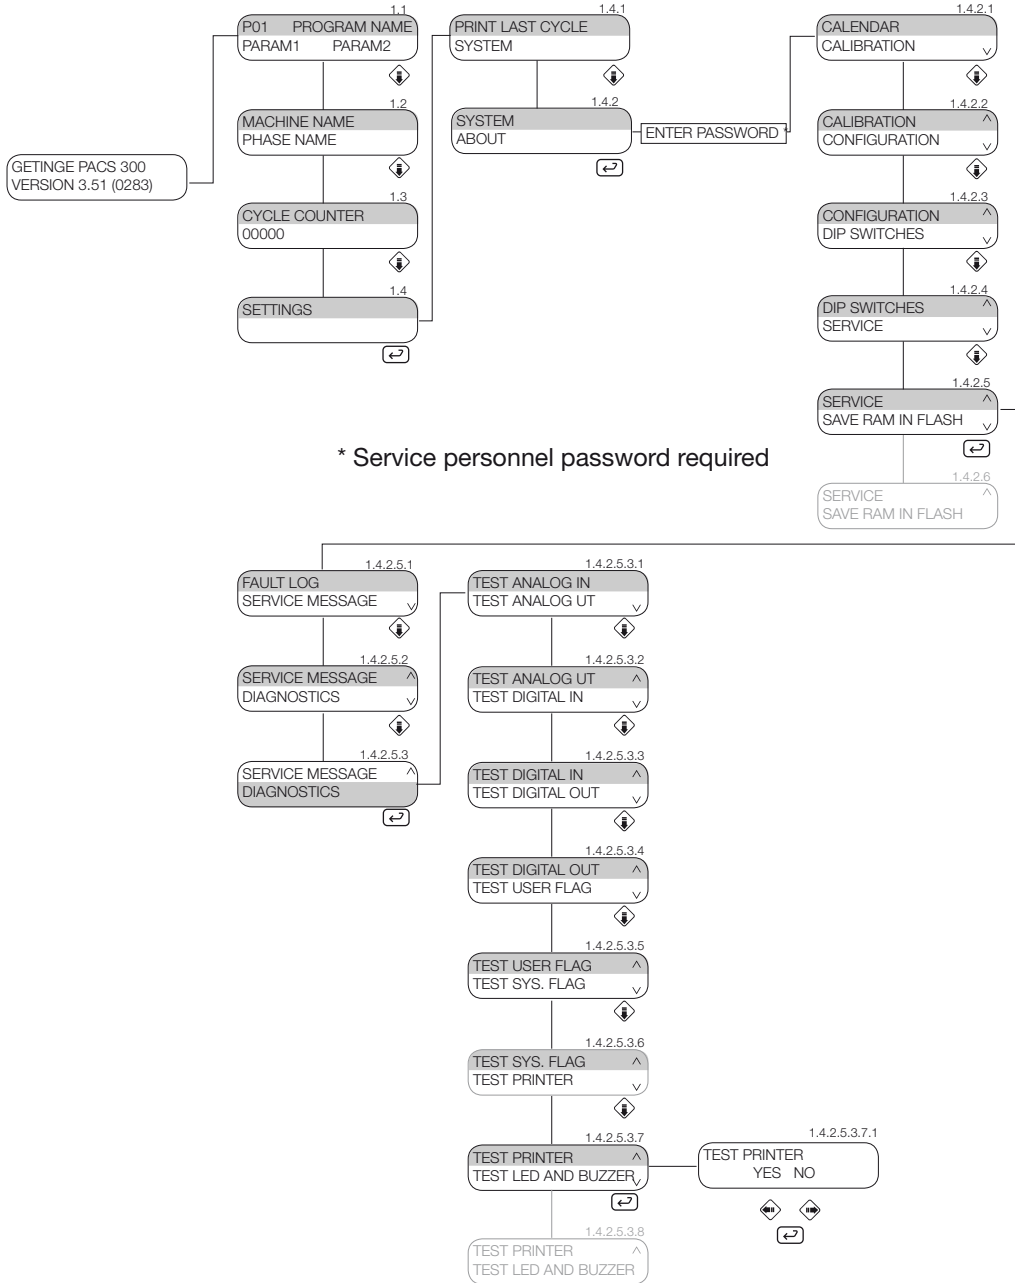 GETINGE PACS 300
VERSION 3.51 (0283)
1.1
P01 PROGRAM NAME
PARAM1 PARAM2
1.2
MACHINE NAME
PHASE NAME
1.3
CYCLE COUNTER
00000
1.4
SETTINGS
1.4.1
PRINT LAST CYCLE
SYSTEM
1.4.2
SYSTEM
ABOUT
ENTER PASSWORD *
1.4.2.1
CALENDAR
CALIBRATION
1.4.2.2
CALIBRATION
CONFIGURATION
1.4.2.3
CONFIGURATION
DIP SWITCHES
1.4.2.4
DIP SWITCHES
SERVICE
1.4.2.5
SERVICE
SAVE RAM IN FLASH
1.4.2.6
SERVICE
SAVE RAM IN FLASH
* Service personnel password required
1.4.2.5.1
FAULT LOG
SERVICE MESSAGE
1.4.2.5.2
SERVICE MESSAGE
DIAGNOSTICS
1.4.2.5.3
SERVICE MESSAGE
DIAGNOSTICS
1.4.2.5.3.1
TEST ANALOG IN
TEST ANALOG UT
1.4.2.5.3.2
TEST ANALOG UT
TEST DIGITAL IN
1.4.2.5.3.3
TEST DIGITAL IN
TEST DIGITAL OUT
1.4.2.5.3.4
TEST DIGITAL OUT
TEST USER FLAG
1.4.2.5.3.5
TEST USER FLAG
TEST SYS. FLAG
1.4.2.5.3.6
TEST SYS. FLAG
TEST PRINTER
1.4.2.5.3.7
TEST PRINTER
TEST LED AND BUZZER
1.4.2.5.3.7.1
TEST PRINTER
YES NO
1.4.2.5.3.8
TEST PRINTER
TEST LED AND BUZZER